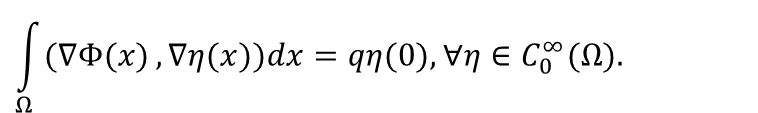 ∫_Ω (∇Φ(x) , ∇η(x))dx = qη(0), ∀η ∈ C_0^∞(Ω).